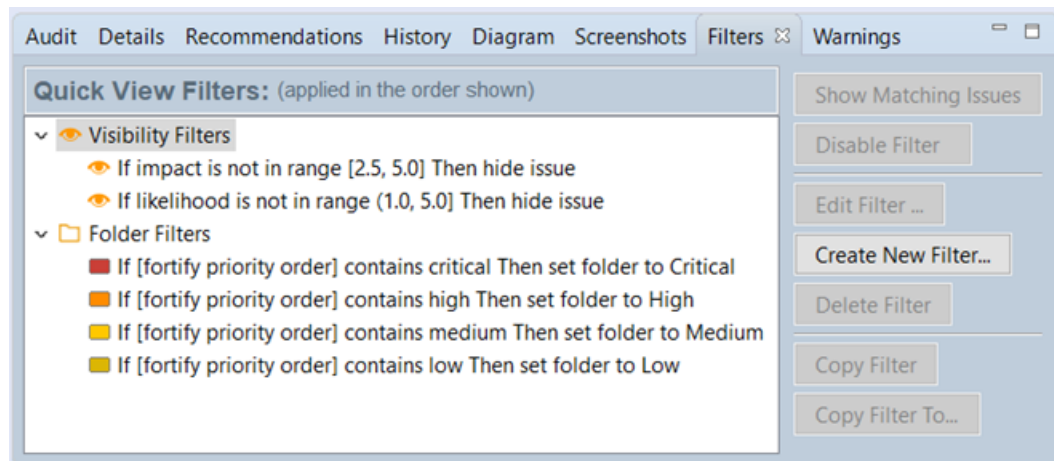 Audit Details Recommendations History Diagram Screenshots Filters Warnings
Quick View Filters: (applied in the order shown)
Visibility Filters
If impact is not in range [2.5, 5.0] Then hide issue
If likelihood is not in range (1.0, 5.0] Then hide issue
Folder Filters
If [fortify priority order] contains critical Then set folder to Critical
If [fortify priority order] contains high Then set folder to High
If [fortify priority order] contains medium Then set folder to Medium
If [fortify priority order] contains low Then set folder to Low
Show Matching Issues
Disable Filter
Edit Filter ...
Create New Filter...
Delete Filter
Copy Filter
Copy Filter To...